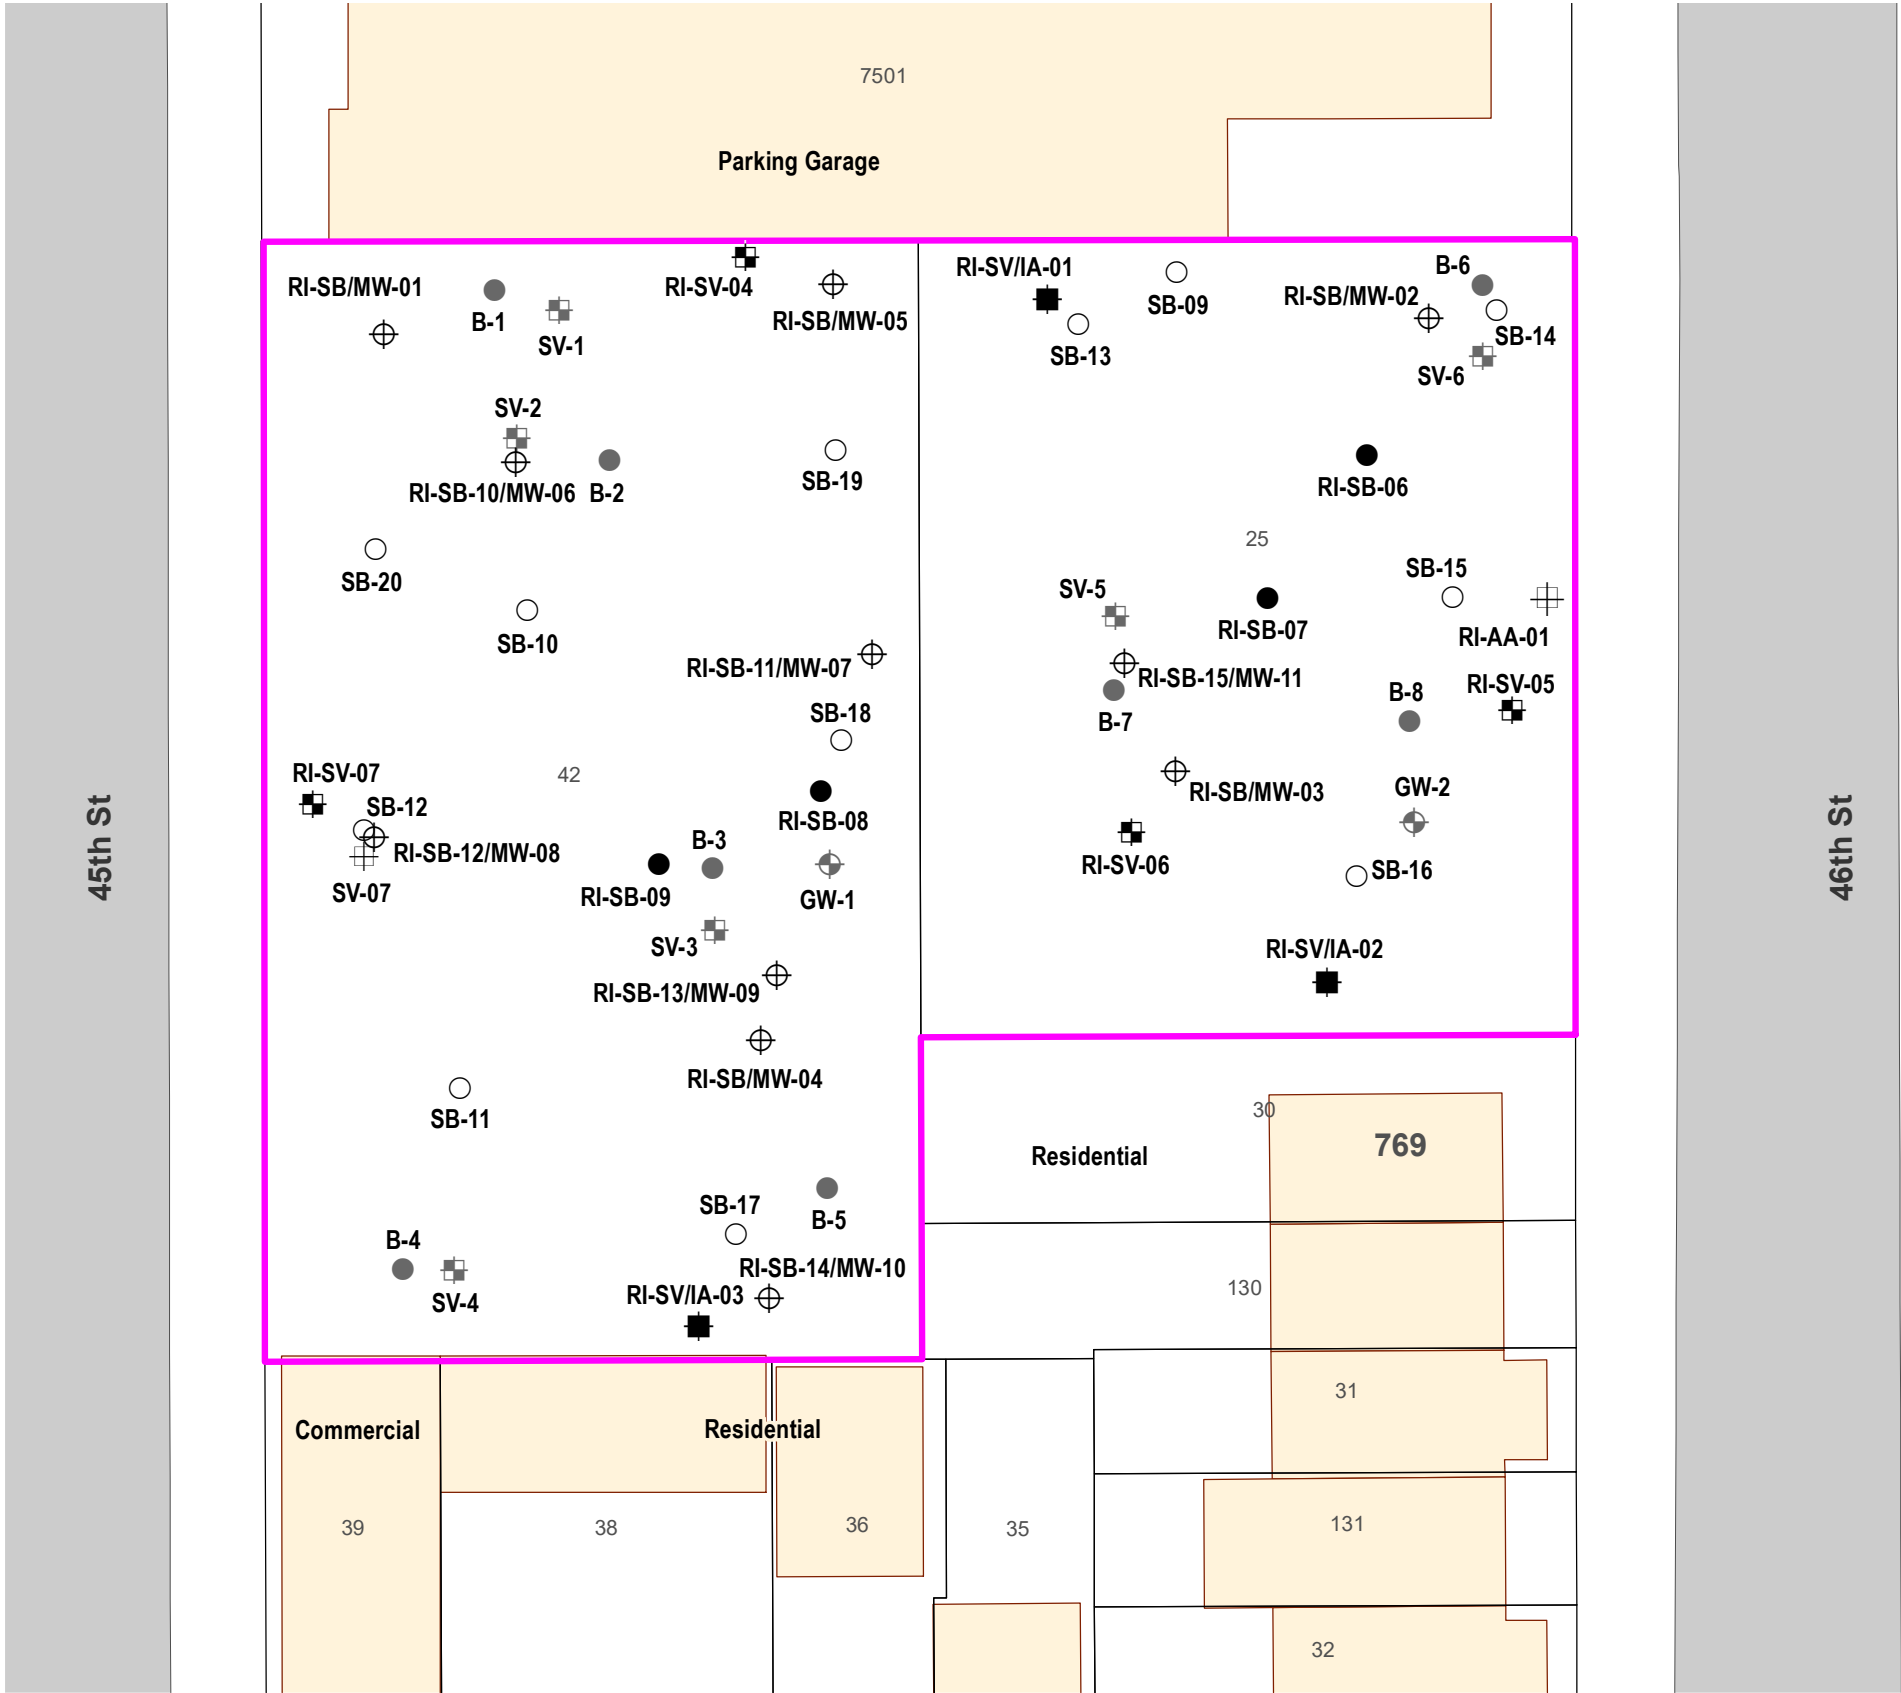 7501
Parking Garage
RI-SV/IA-01
B-6
RI-SB/MW-01
RI-SV-04
RI-SB/MW-02
SB-09
B-1
RI-SB/MW-05
SB-14
SV-1
SB-13
SV-6
SV-2
SB-19
RI-SB-06
RI-SB-10/MW-06
B-2
25
SB-20
SB-15
SV-5
SB-10
RI-SB-07
RI-AA-01
RI-SB-11/MW-07
RI-SB-15/MW-11
RI-SV-05
B-8
SB-18
B-7
RI-SV-07
42
RI-SB/MW-03
GW-2
SB-12
RI-SB-08
45th St
46th St
B-3
RI-SB-12/MW-08
RI-SV-06
SB-16
SV-07
RI-SB-09
GW-1
SV-3
RI-SV/IA-02
RI-SB-13/MW-09
RI-SB/MW-04
SB-11
30
769
Residential
SB-17
B-5
B-4
RI-SB-14/MW-10
130
RI-SV/IA-03
SV-4
31
Commercial
Residential
39
38
36
35
131
32